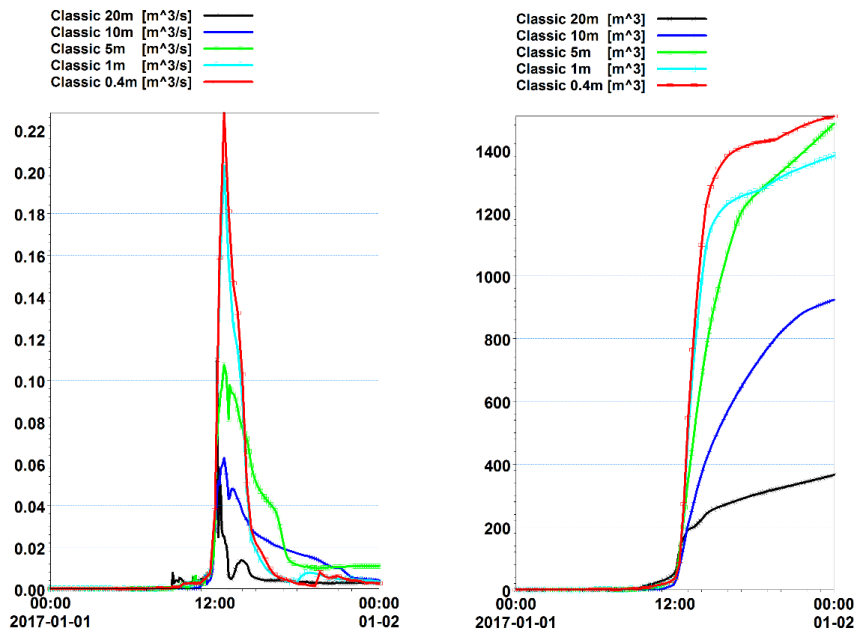 Classic 20m [m^3/s]
Classic 10m [m^3/s]
Classic 5m [m^3/s]
Classic 1m [m^3/s]
Classic 0.4m [m^3/s]
0.22
0.20
0.18
0.16
0.14
0.12
0.10
0.08
0.06
0.04
0.02
0.00
00:00 12:00 00:00
2017-01-01 01-02
Classic 20m [m^3]
Classic 10m [m^3]
Classic 5m [m^3]
Classic 1m [m^3]
Classic 0.4m [m^3]
1400
1200
1000
800
600
400
200
0
00:00 12:00 00:00
2017-01-01 01-02